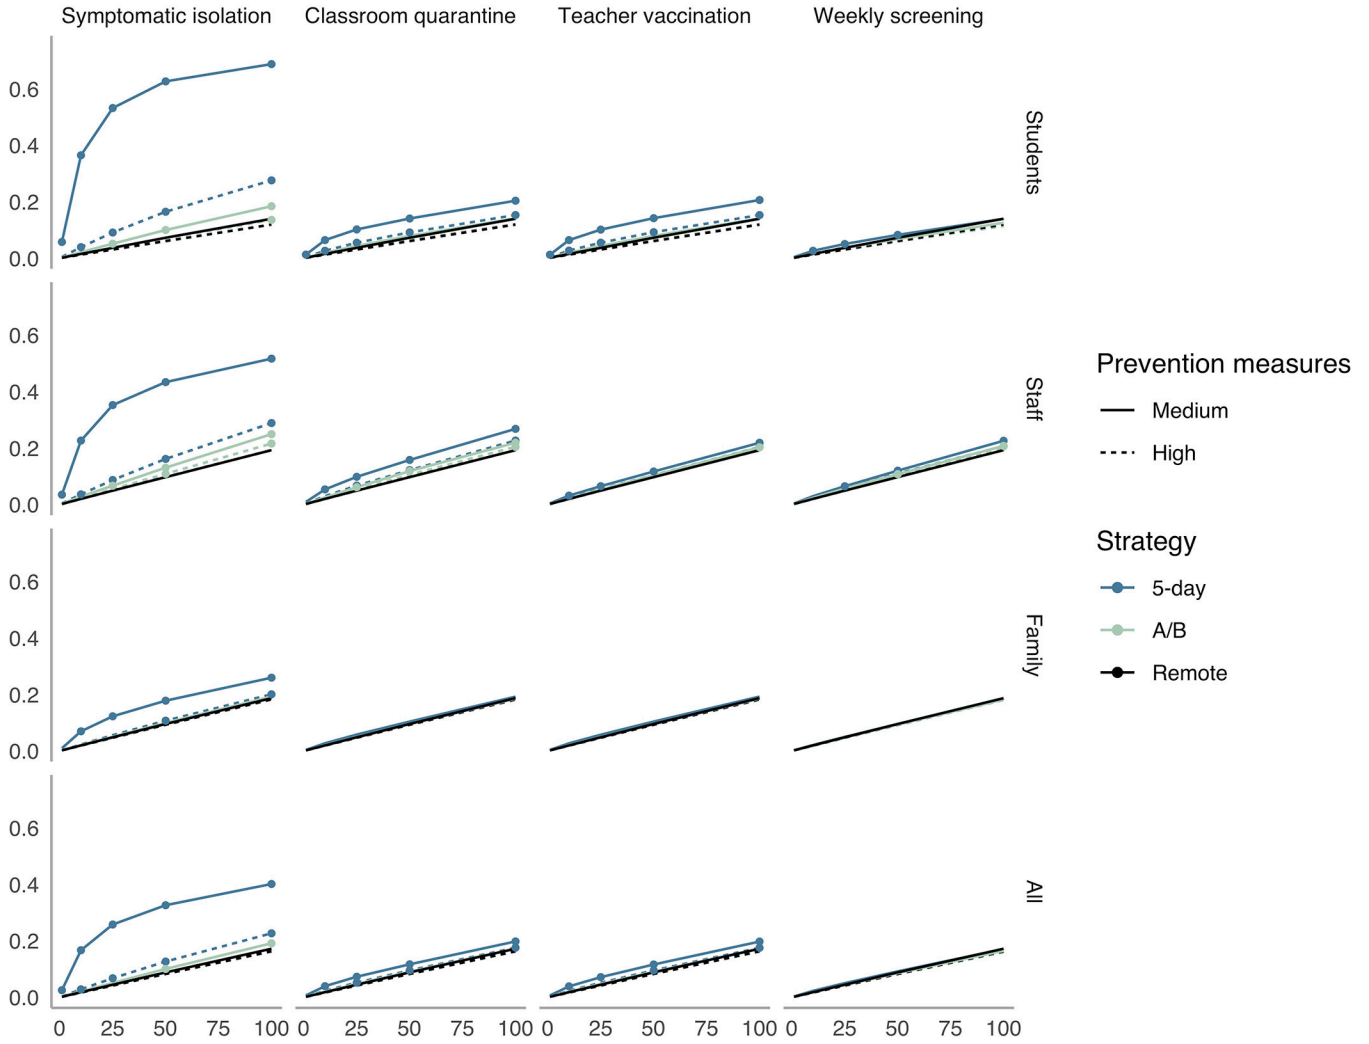 Symptomatic isolation Classroom quarantine Teacher vaccination Weekly screening
0.6
0.4
0.2
0.0
Students
0.6
0.4
0.2
0.0
Staff
0.6
0.4
0.2
0.0
Family
0.6
0.4
0.2
0.0
All
0 25 50 75 100 0 25 50 75 100 0 25 50 75 100 0 25 50 75 100
Prevention measures
Medium
High
Strategy
5-day
A/B
Remote